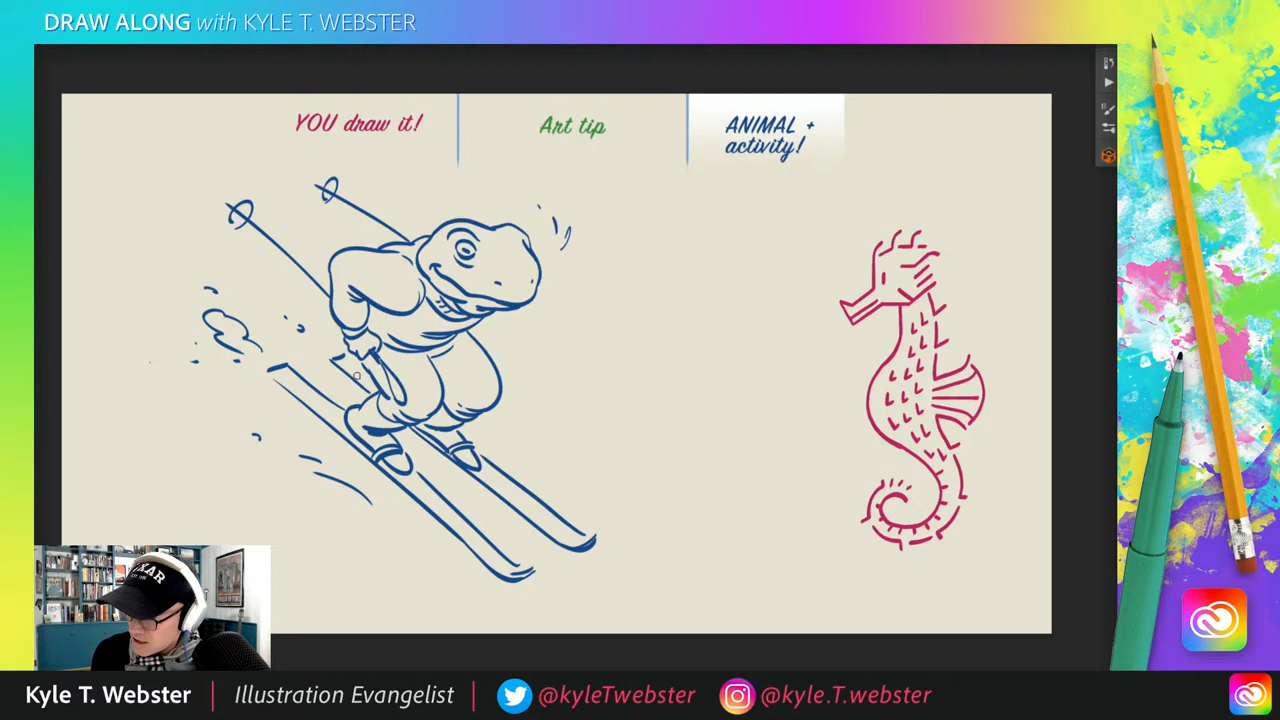 DRAW ALONG with KYLE T. WEBSTER
YOU draw it!
Art tip
ANIMAL +
activity!
Kyle T. Webster | Illustration Evangelist | @kyleTwebster @kyle.T.webster